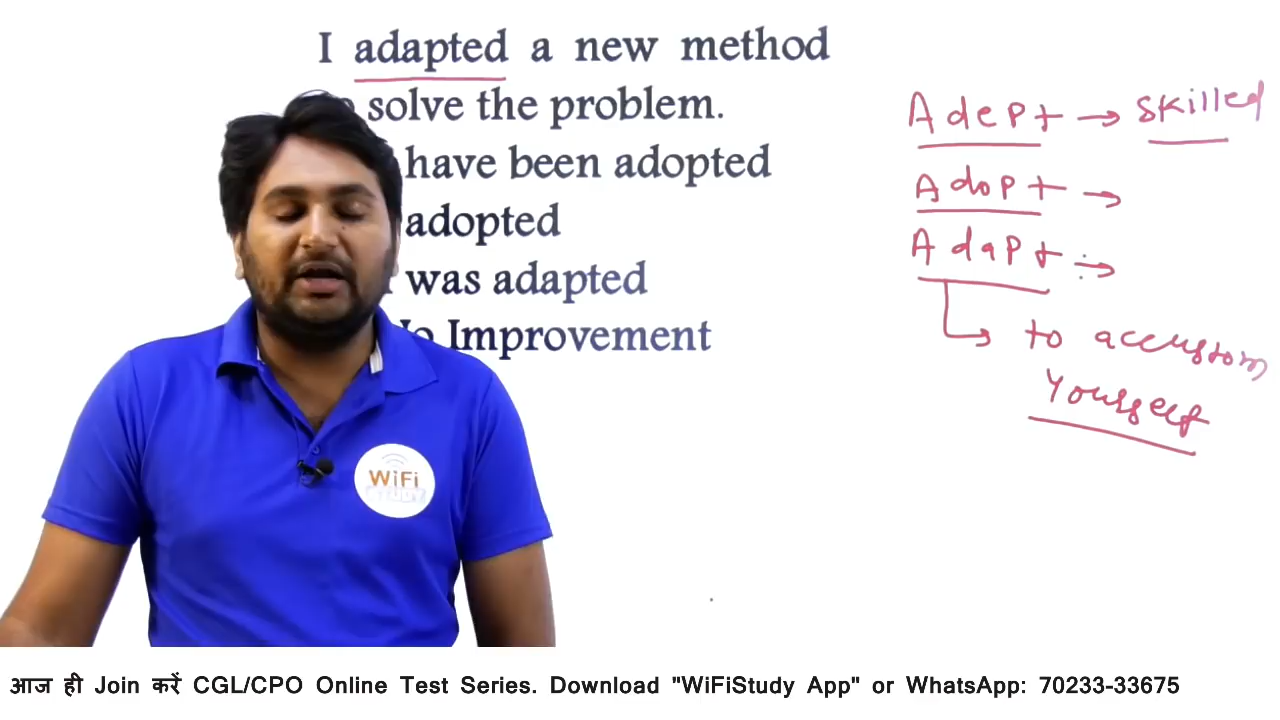 I adapted a new method
solve the problem.
have been adopted
adopted
was adapted
Improvement
Adept → skilled
Adopt →
Adapt →
to accustom
Yourself
WiFi
STUDY
आज ही Join करें CGL/CPO Online Test Series. Download "WiFiStudy App" or WhatsApp: 70233-33675